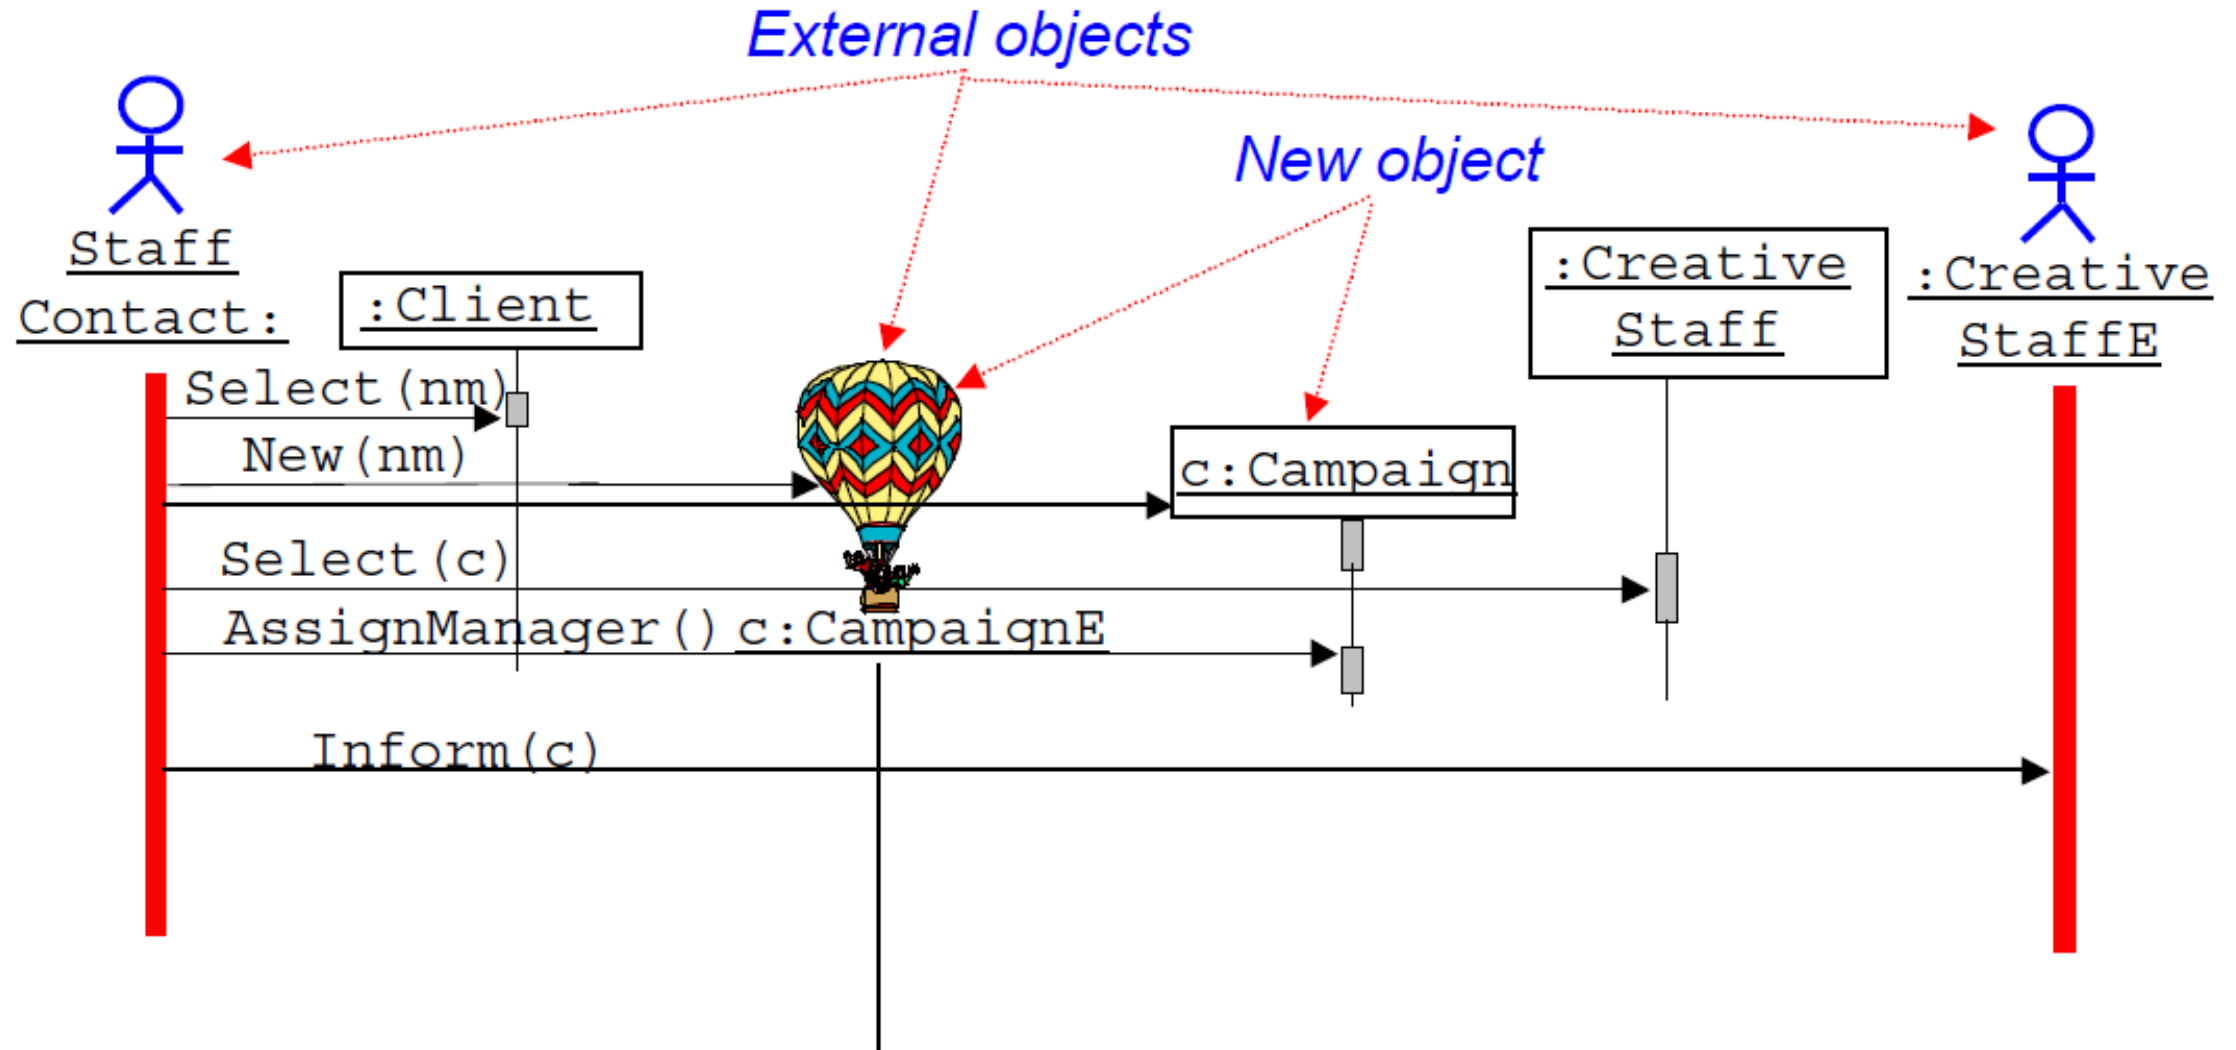 External objects
New object
Staff
Contact:
:Client
:Creative
Staff
:Creative
StaffE
Select(nm)
New(nm)
c:Campaign
Select(c)
AssignManager()
c:CampaignE
Inform(c)